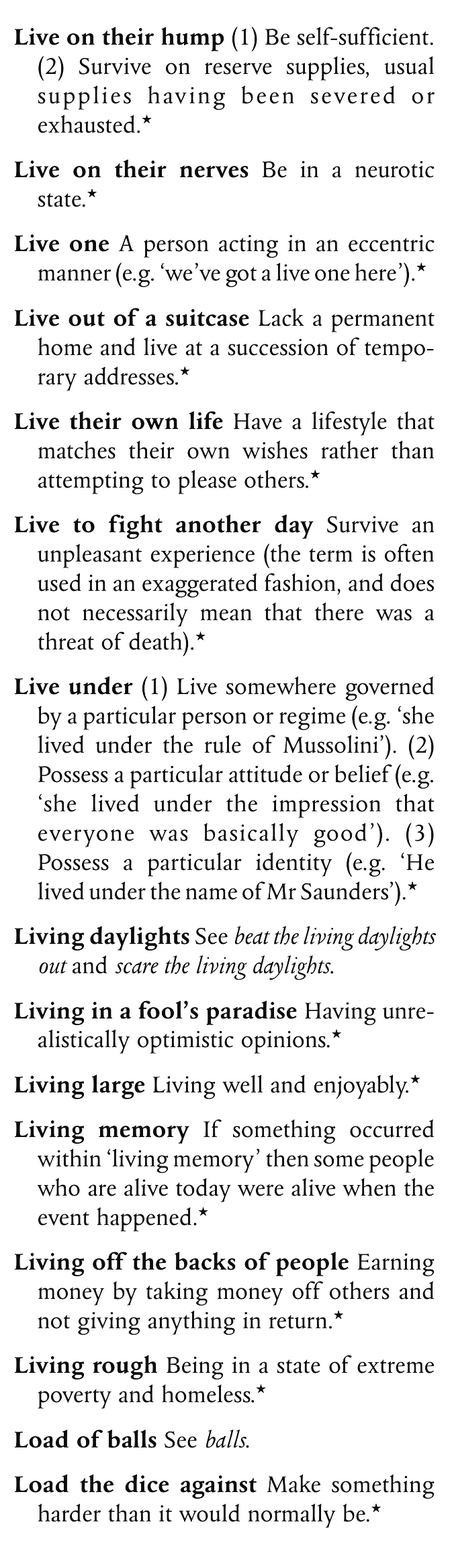 Live on their hump (1) Be self-sufficient.
(2) Survive on reserve supplies, usual
supplies having been severed or
exhausted.★
Live on their nerves Be in a neurotic
state.★
Live one A person acting in an eccentric
manner (e.g. ‘we’ve got a live one here’).★
Live out of a suitcase Lack a permanent
home and live at a succession of tempo-
rary addresses.★
Live their own life Have a lifestyle that
matches their own wishes rather than
attempting to please others.★
Live to fight another day Survive an
unpleasant experience (the term is often
used in an exaggerated fashion, and does
not necessarily mean that there was a
threat of death).★
Live under (1) Live somewhere governed
by a particular person or regime (e.g. ‘she
lived under the rule of Mussolini’). (2)
Possess a particular attitude or belief (e.g.
‘she lived under the impression that
everyone was basically good’). (3)
Possess a particular identity (e.g. ‘He
lived under the name of Mr Saunders’).★
Living daylights See beat the living daylights
out and scare the living daylights.
Living in a fool’s paradise Having unre-
alistically optimistic opinions.★
Living large Living well and enjoyably.★
Living memory If something occurred
within ‘living memory’ then some people
who are alive today were alive when the
event happened.★
Living off the backs of people Earning
money by taking money off others and
not giving anything in return.★
Living rough Being in a state of extreme
poverty and homeless.★
Load of balls See balls.
Load the dice against Make something
harder than it would normally be.★